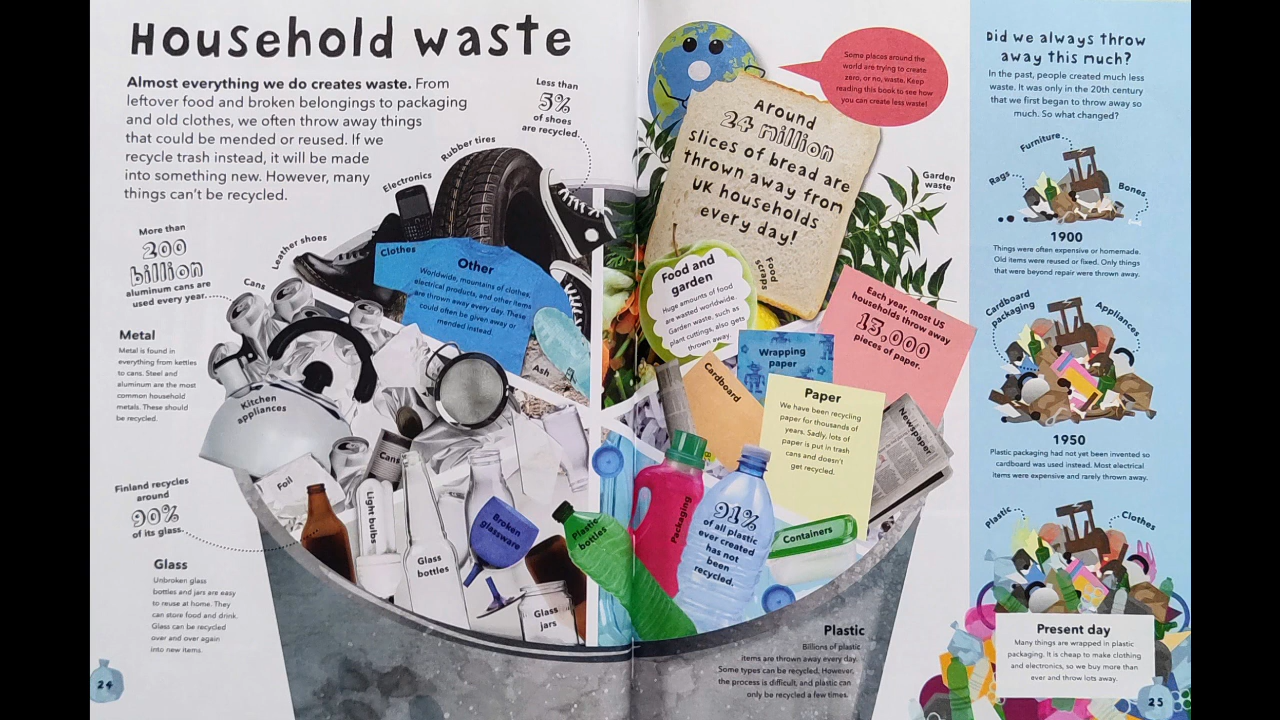 Household waste
Almost everything we do creates waste. From
leftover food and broken belongings to packaging
and old clothes, we often throw away things
that could be mended or reused. If we
recycle trash instead, it will be made
into something new. However, many
things can't be recycled.
Less than
5%
of shoes
are recycled.
Rubber tires
Electronics
Leather shoes
Clothes
Other
Worldwide, mountains of clothes,
electrical products, and other items
are thrown away every day. These
could often be given away or
mended instead.
Ash
More than
200
billion
aluminum cans are
used every year.
Cans
Metal
Metal is found in
everything from kettles
to cans. Steel and
aluminum are the most
common household
metals. These should
be recycled.
Kitchen
appliances
Foil
Cans
Finland recycles
around
90%
of its glass.
Glass
Unbroken glass
bottles and jars are easy
to reuse at home. They
can store food and drink.
Glass can be recycled
over and over again
into new items.
Light bulbs
Glass
bottles
Broken
glassware
Glass
jars
24
Some places around the
world are trying to create
zero, or no, waste. Keep
reading this book to see how
you can create less waste!
Around
24 million
slices of bread are
thrown away from
UK households
every day!
Garden
waste
Food
scraps
Food and
garden
Huge amounts of food
are wasted worldwide.
Garden waste, such as
plant cuttings, also gets
thrown away.
Each year, most US
households throw away
13,000
pieces of paper.
Wrapping
paper
Cardboard
Paper
We have been recycling
paper for thousands of
years. Sadly, lots of
paper is put in trash
cans and doesn't
get recycled.
Newspaper
Plastic
bottles
Packaging
91%
of all plastic
ever created
has not
been
recycled.
Containers
Plastic
Billions of plastic
items are thrown away every day.
Some types can be recycled. However,
the process is difficult, and plastic can
only be recycled a few times.
Did we always throw
away this much?
In the past, people created much less
waste. It was only in the 20th century
that we first began to throw away so
much. So what changed?
Furniture
Rags
Bones
1900
Things were often expensive or homemade.
Old items were reused or fixed. Only things
that were beyond repair were thrown away.
Cardboard
packaging
Appliances
1950
Plastic packaging had not yet been invented so
cardboard was used instead. Most electrical
items were expensive and rarely thrown away.
Plastic
Clothes
Present day
Many things are wrapped in plastic
packaging. It is cheap to make clothing
and electronics, so we buy more than
ever and throw lots away.
25